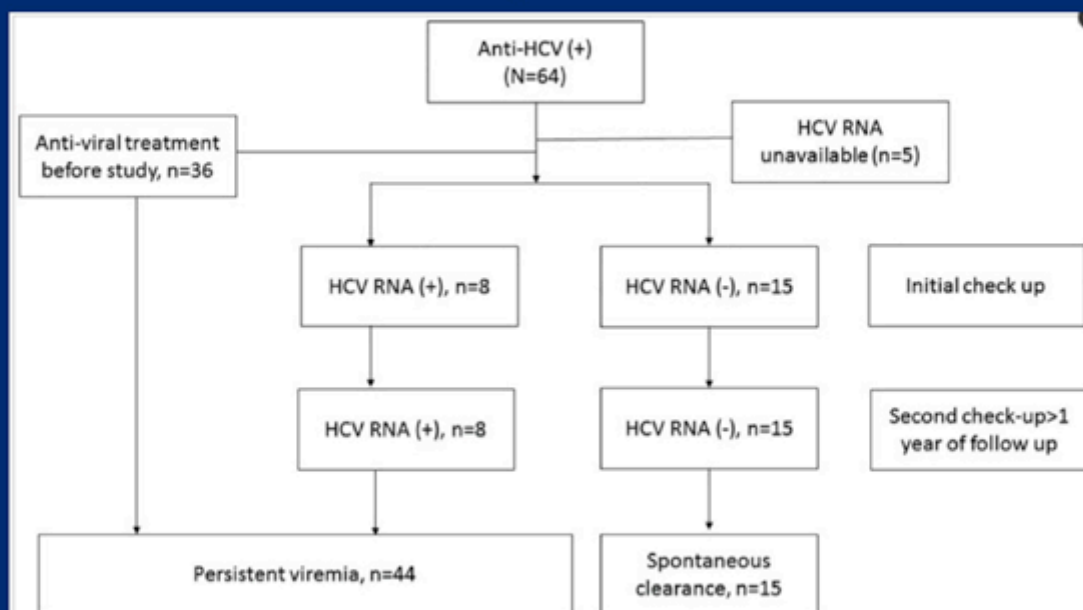 Anti-HCV (+)
(N=64)
Anti-viral treatment
before study, n=36
HCV RNA
unavailable (n=5)
HCV RNA (+), n=8
HCV RNA (-), n=15
Initial check up
HCV RNA (+), n=8
HCV RNA (-), n=15
Second check-up>1
year of follow up
Persistent viremia, n=44
Spontaneous
clearance, n=15